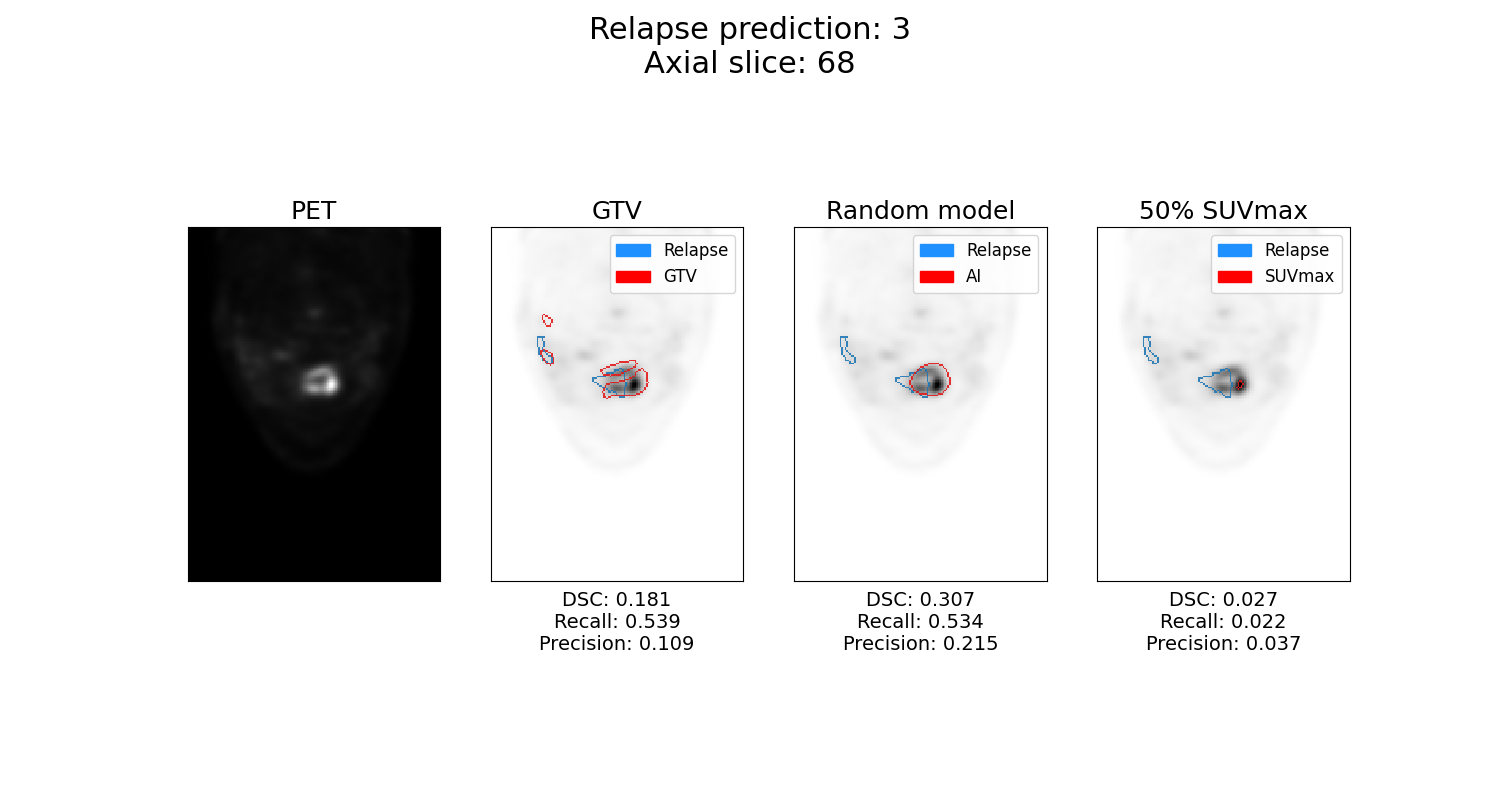 Relapse prediction: 3
Axial slice: 68
PET
GTV
Relapse
GTV
DSC: 0.181
Recall: 0.539
Precision: 0.109
Random model
Relapse
AI
DSC: 0.307
Recall: 0.534
Precision: 0.215
50% SUVmax
Relapse
SUVmax
DSC: 0.027
Recall: 0.022
Precision: 0.037